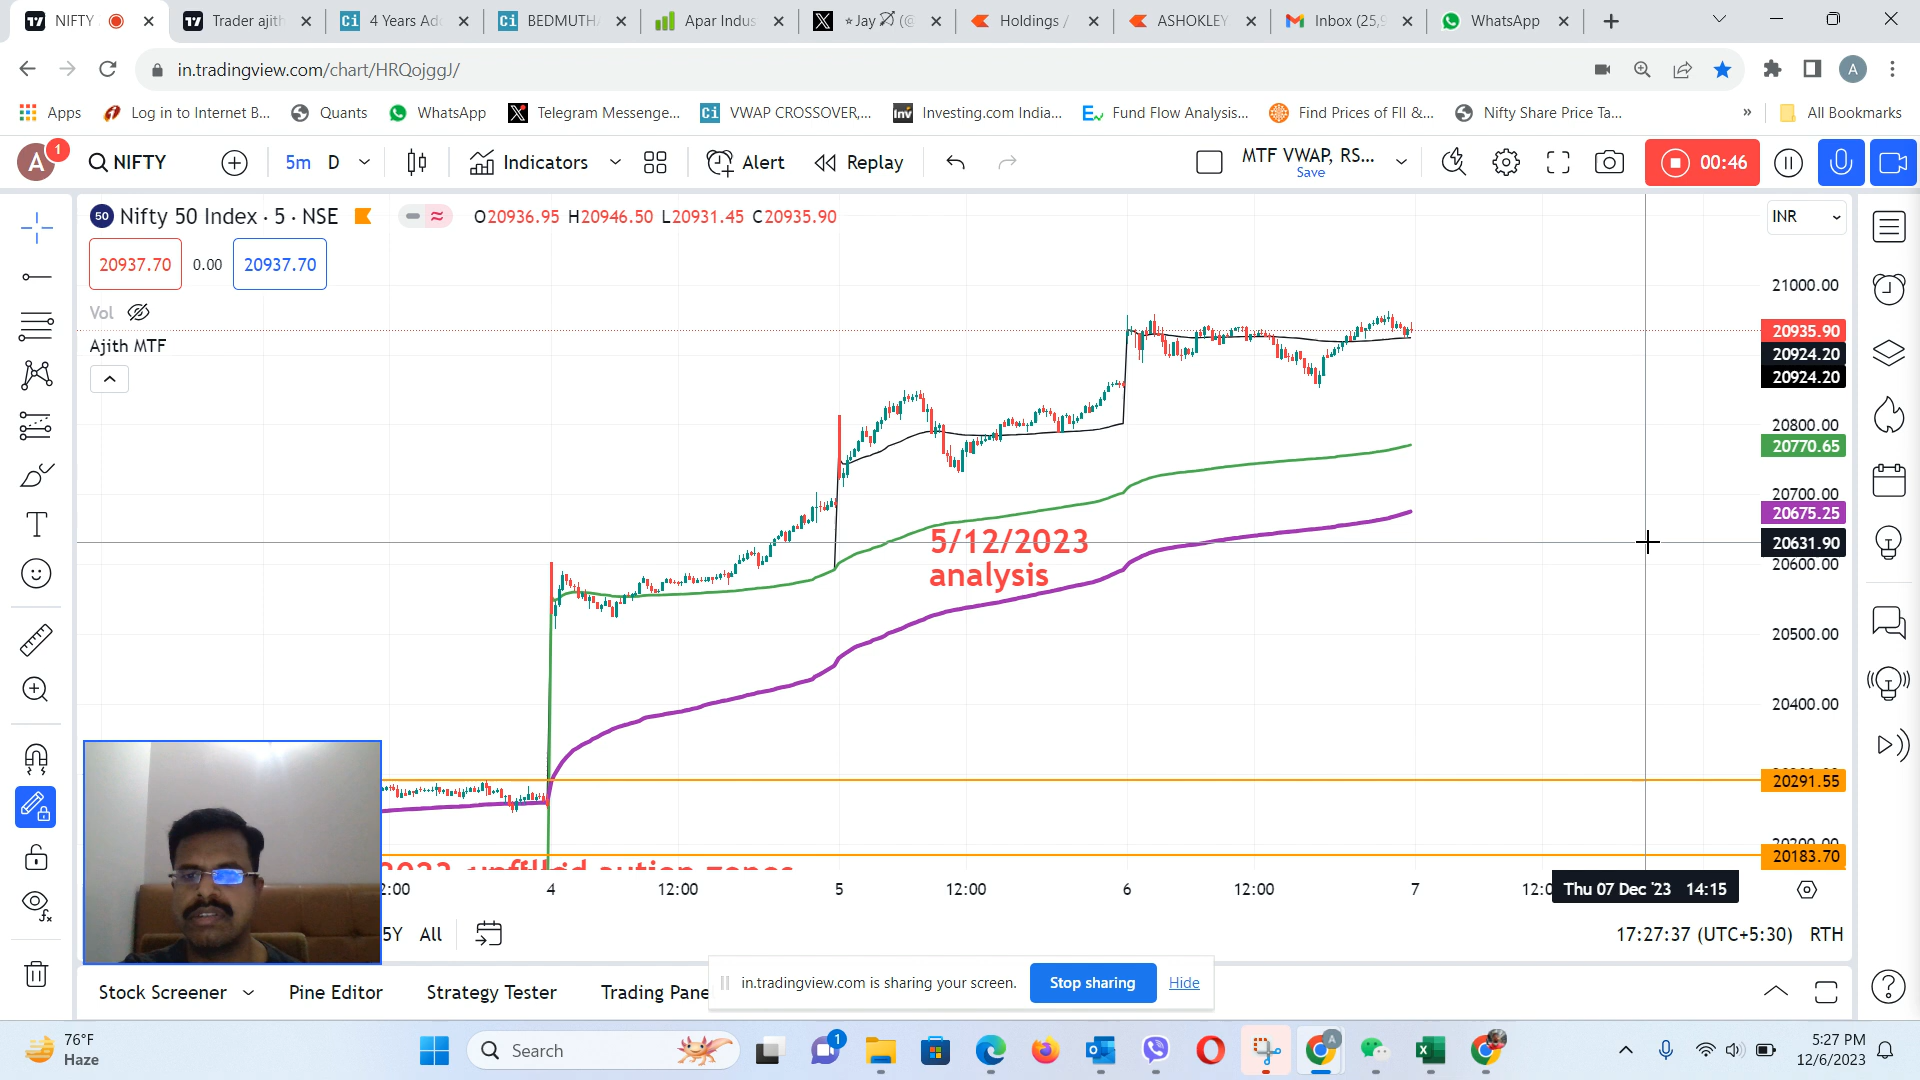 NIFTY
Trader ajith
4 Years Ad
BEDMUTH
Apar Indus
Jay
Holdings /
ASHOKLEY
Inbox (25,
WhatsApp
in.tradingview.com/chart/HRQojggJ/
A
Apps
Log in to Internet B...
Quants
WhatsApp
Telegram Messenge...
VWAP CROSSOVER,...
Investing.com India...
Fund Flow Analysis...
Find Prices of FII &...
Nifty Share Price Ta...
»
All Bookmarks
A 1
NIFTY
5m D
Indicators
Alert
Replay
MTF VWAP, RS...
Save
00:46
50 Nifty 50 Index · 5 · NSE
O20936.95 H20946.50 L20931.45 C20935.90
INR
20937.70 0.00 20937.70
Vol
Ajith MTF
21000.00
20935.90
20924.20
20924.20
20800.00
20770.65
20700.00
20675.25
20631.90
20600.00
20500.00
20400.00
20291.55
20183.70
5/12/2023
analysis
2:00 4 12:00 5 12:00 6 12:00 7 12:0
Thu 07 Dec '23 14:15
5Y All
17:27:37 (UTC+5:30) RTH
Stock Screener
Pine Editor
Strategy Tester
Trading Pane
in.tradingview.com is sharing your screen.
Stop sharing
Hide
76°F
Haze
Search
1
A
5:27 PM
12/6/2023